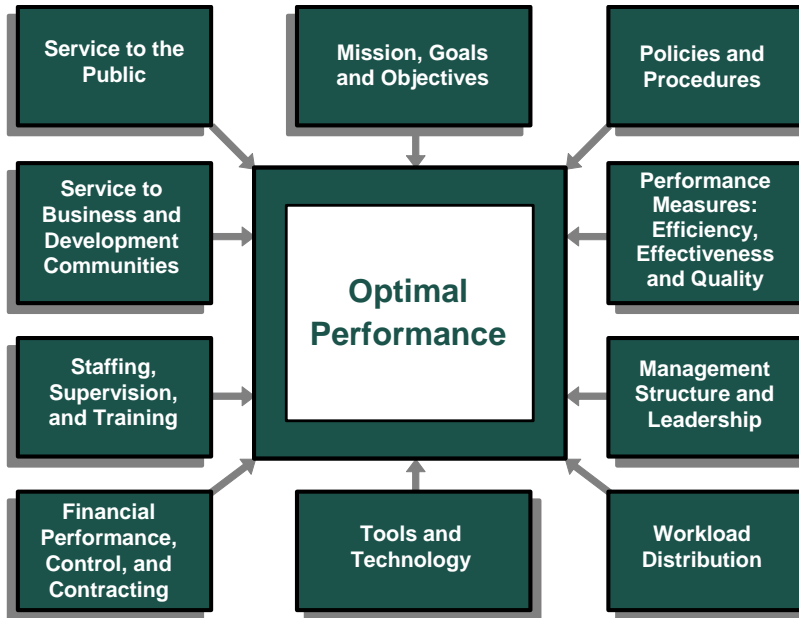 Service to the
Public
Mission, Goals
and Objectives
Policies and
Procedures
Service to
Business and
Development
Communities
Performance
Measures:
Efficiency,
Effectiveness
and Quality
Optimal
Performance
Staffing,
Supervision,
and Training
Management
Structure and
Leadership
Financial
Performance,
Control, and
Contracting
Tools and
Technology
Workload
Distribution